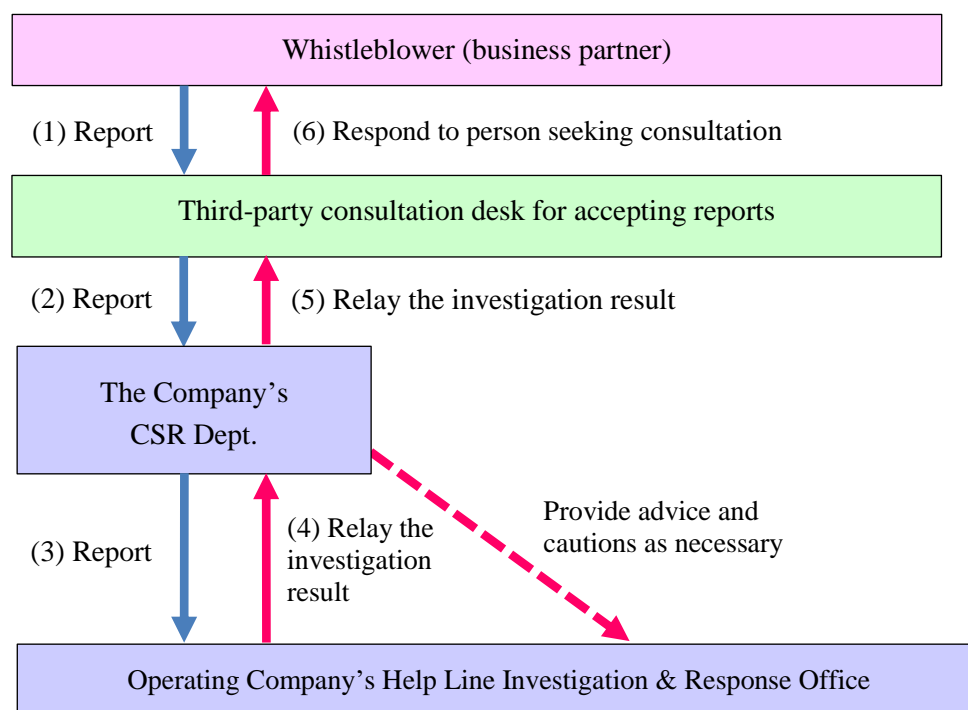 Whistleblower (business partner)
(1) Report
(6) Respond to person seeking consultation
Third-party consultation desk for accepting reports
(2) Report
(5) Relay the investigation result
The Company’s
CSR Dept.
(3) Report
(4) Relay the
investigation
result
Provide advice and
cautions as necessary
Operating Company’s Help Line Investigation & Response Office